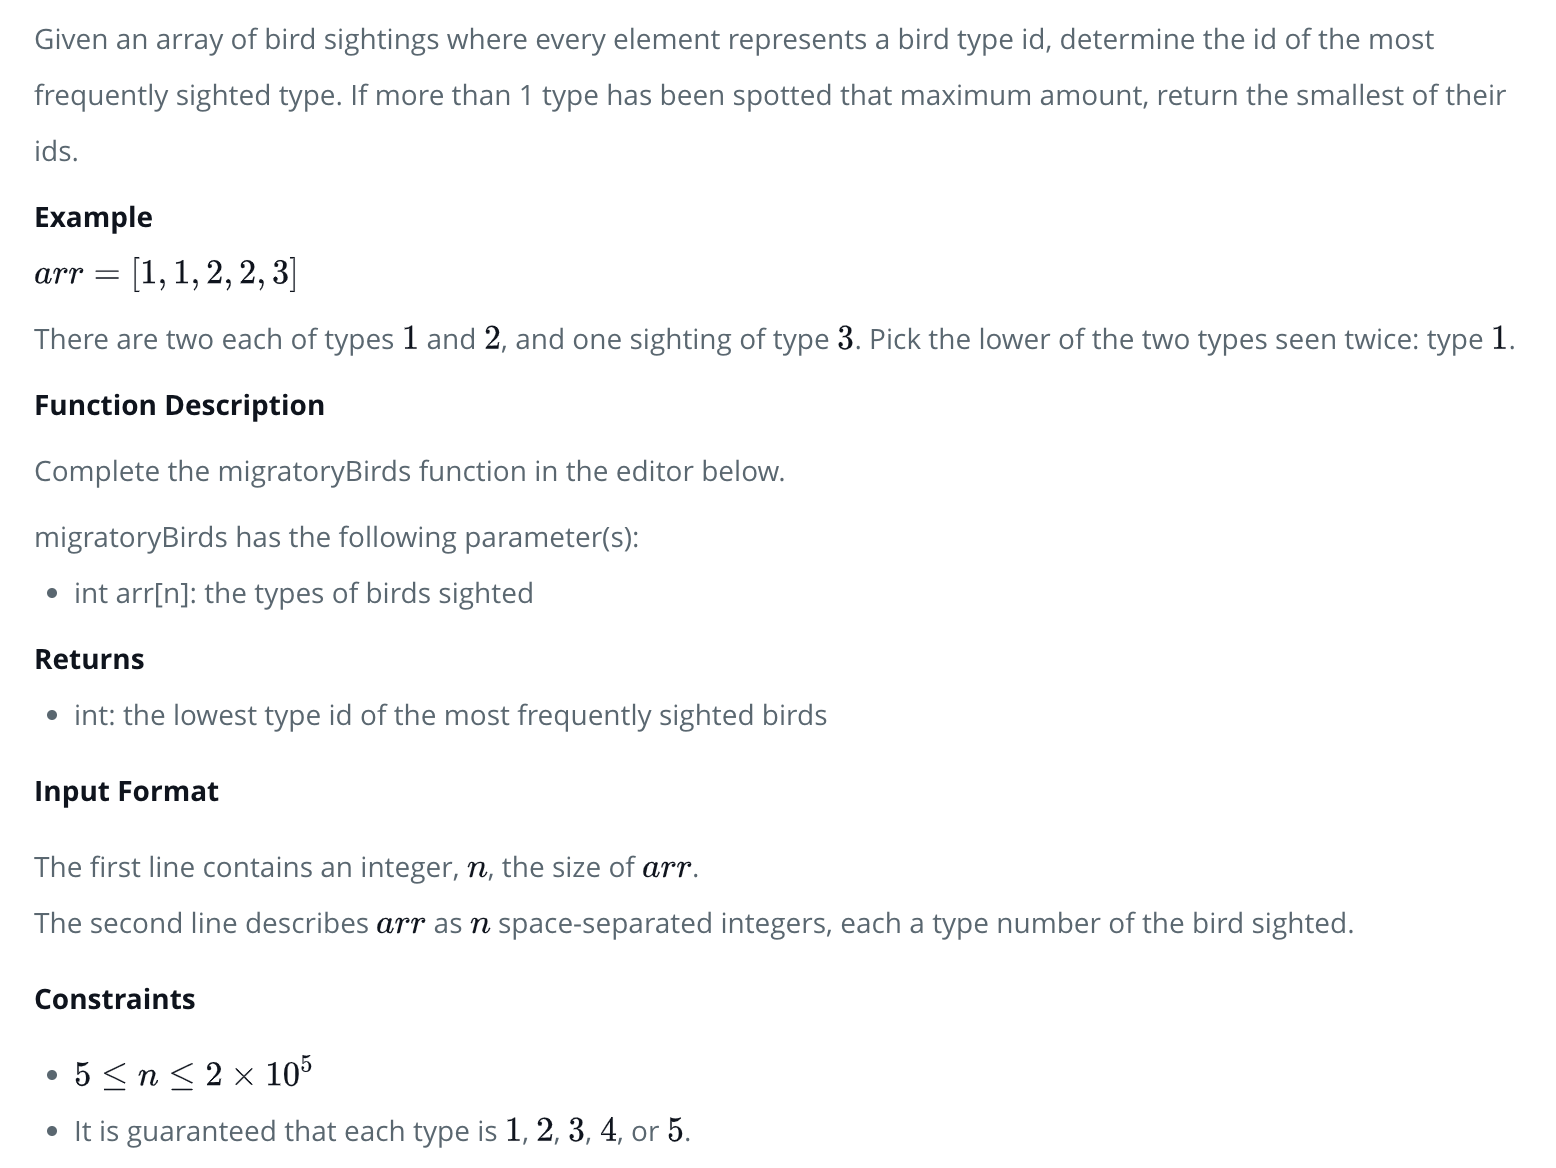 Given an array of bird sightings where every element represents a bird type id, determine the id of the most
frequently sighted type. If more than 1 type has been spotted that maximum amount, return the smallest of their
ids.
Example
arr = [1, 1, 2, 2, 3]
There are two each of types 1 and 2, and one sighting of type 3. Pick the lower of the two types seen twice: type 1.
Function Description
Complete the migratoryBirds function in the editor below.
migratoryBirds has the following parameter(s):
• int arr[n]: the types of birds sighted
Returns
• int: the lowest type id of the most frequently sighted birds
Input Format
The first line contains an integer, n, the size of arr.
The second line describes arr as n space-separated integers, each a type number of the bird sighted.
Constraints
• 5 ≤ n ≤ 2 × 10⁵
• It is guaranteed that each type is 1, 2, 3, 4, or 5.